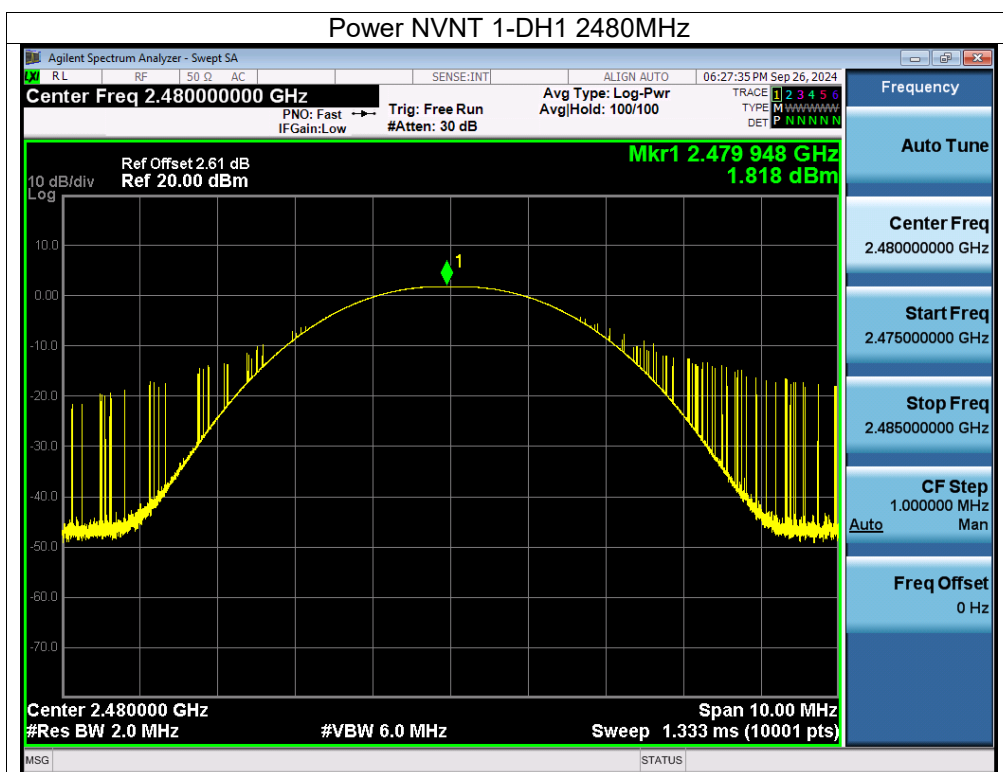 Power NVNT 1-DH1 2480MHz
Agilent Spectrum Analyzer - Swept SA
LXI RL RF 50 Ω AC SENSE:INT ALIGN AUTO 06:27:35 PM Sep 26, 2024
Center Freq 2.480000000 GHz
PNO: Fast
IFGain:Low
Trig: Free Run
#Atten: 30 dB
Avg Type: Log-Pwr
Avg|Hold: 100/100
TRACE 1 2 3 4 5 6
TYPE M WWWWW
DET P N N N N N
Ref Offset 2.61 dB
10 dB/div Ref 20.00 dBm
Log
Mkr1 2.479 948 GHz
1.818 dBm
1
10.0
0.00
-10.0
-20.0
-30.0
-40.0
-50.0
-60.0
-70.0
Center 2.480000 GHz Span 10.00 MHz
#Res BW 2.0 MHz #VBW 6.0 MHz Sweep 1.333 ms (10001 pts)
MSG STATUS
Frequency
Auto Tune
Center Freq
2.480000000 GHz
Start Freq
2.475000000 GHz
Stop Freq
2.485000000 GHz
CF Step
1.000000 MHz
Auto Man
Freq Offset
0 Hz